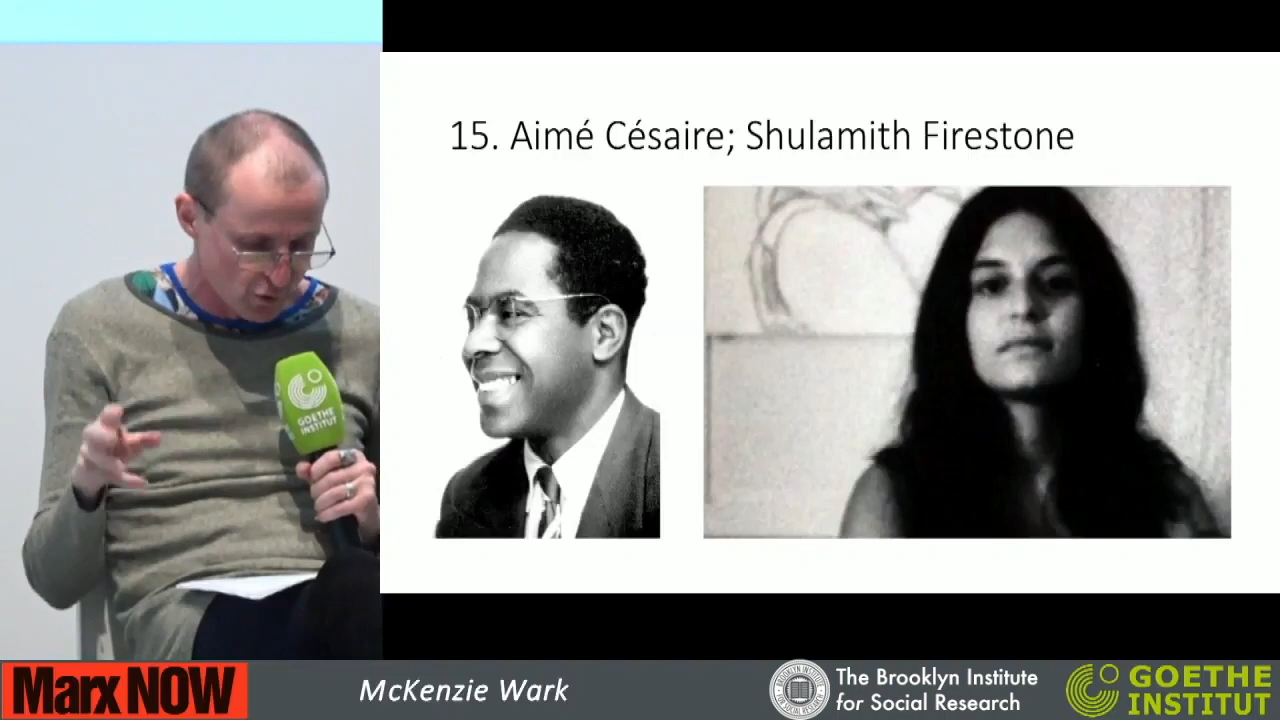 15. Aimé Césaire; Shulamith Firestone
GOETHE
INSTITUT
Marx NOW
McKenzie Wark
The Brooklyn Institute
for Social Research
GOETHE
INSTITUT